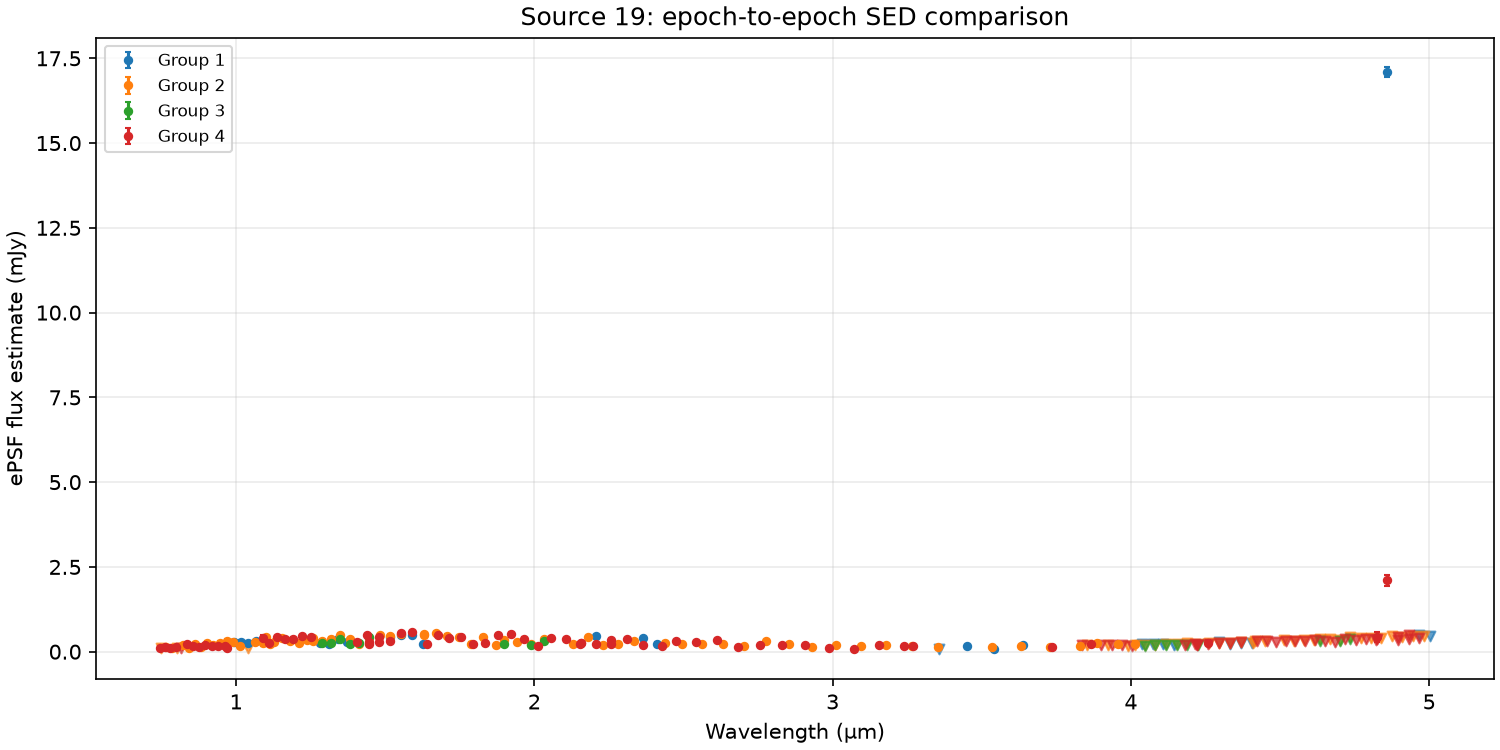 Source 19: epoch-to-epoch SED comparison
Group 1
Group 2
Group 3
Group 4
ePSF flux estimate (mJy)
17.5
15.0
12.5
10.0
7.5
5.0
2.5
0.0
1 2 3 4 5
Wavelength (μm)